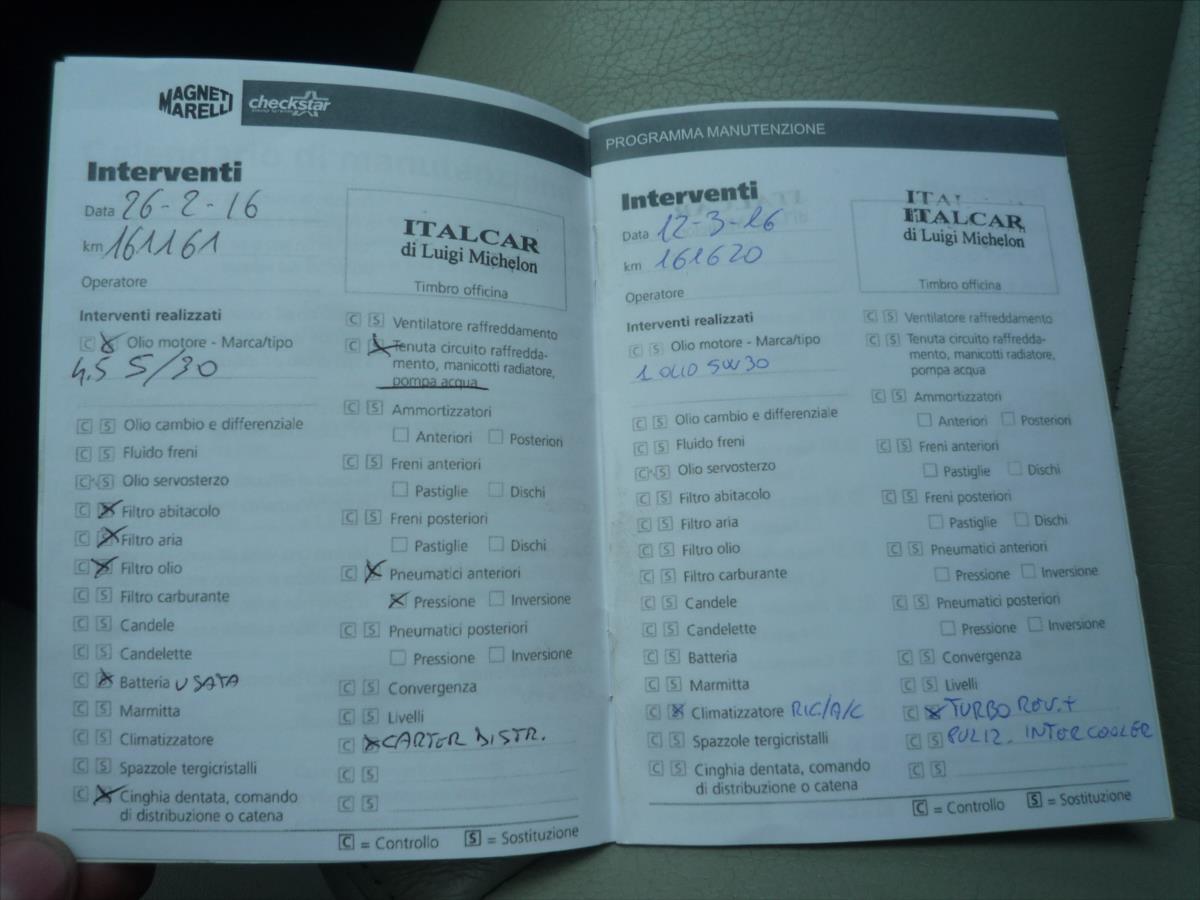 MAGNETI
MARELLI
checkstar
Interventi
Data 26-2-16
km 161161
Operatore
ITALCAR
di Luigi Michelon
Timbro officina
Interventi realizzati
C S Olio motore - Marca/tipo
4,5 5/30
C S Olio cambio e differenziale
C S Fluido freni
C S Olio servosterzo
C S Filtro abitacolo
C S Filtro aria
C S Filtro olio
C S Filtro carburante
C S Candele
C S Candelette
C S Batteria USATA
C S Marmitta
C S Climatizzatore
C S Spazzole tergicristalli
C S Cinghia dentata, comando
di distribuzione o catena
C S Ventilatore raffreddamento
C S Tenuta circuito raffredda-
mento, manicotti radiatore,
pompa acqua
C S Ammortizzatori
Anteriori Posteriori
C S Freni anteriori
Pastiglie Dischi
C S Freni posteriori
Pastiglie Dischi
C S Pneumatici anteriori
Pressione Inversione
C S Pneumatici posteriori
Pressione Inversione
C S Convergenza
C S Livelli
C S CARTER DISTR.
C S
C S
C = Controllo S = Sostituzione
PROGRAMMA MANUTENZIONE
Interventi
Data 12-3-16
km 161620
Operatore
ITALCAR
ITALCAR
di Luigi Michelon
Timbro officina
Interventi realizzati
C S Olio motore - Marca/tipo
1 OLIO 5W30
C S Olio cambio e differenziale
C S Fluido freni
C S Olio servosterzo
C S Filtro abitacolo
C S Filtro aria
C S Filtro olio
C S Filtro carburante
C S Candele
C S Candelette
C S Batteria
C S Marmitta
C S Climatizzatore RIC/A/C
C S Spazzole tergicristalli
C S Cinghia dentata, comando
di distribuzione o catena
C S Ventilatore raffreddamento
C S Tenuta circuito raffredda-
mento, manicotti radiatore,
pompa acqua
C S Ammortizzatori
Anteriori Posteriori
C S Freni anteriori
Pastiglie Dischi
C S Freni posteriori
Pastiglie Dischi
C S Pneumatici anteriori
Pressione Inversione
C S Pneumatici posteriori
Pressione Inversione
C S Convergenza
C S Livelli
C S TURBO REV. +
C S PULIZ. INTERCOOLER
C S
C = Controllo S = Sostituzione